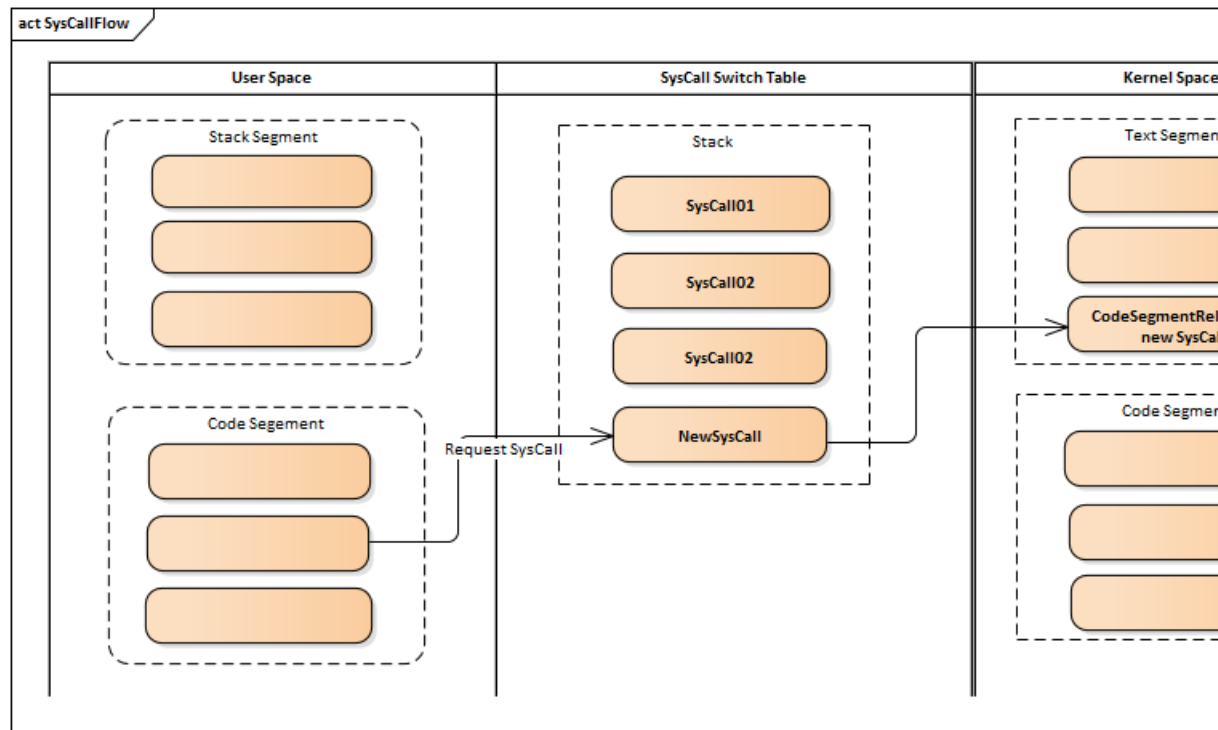 act SysCallFlow
User Space
SysCall Switch Table
Kernel Space
Stack Segment
Stack
SysCall01
SysCall02
SysCall02
NewSysCall
Text Segmen
CodeSegmentRel
new SysCal
Code Segement
Request SysCall
Code Segmen